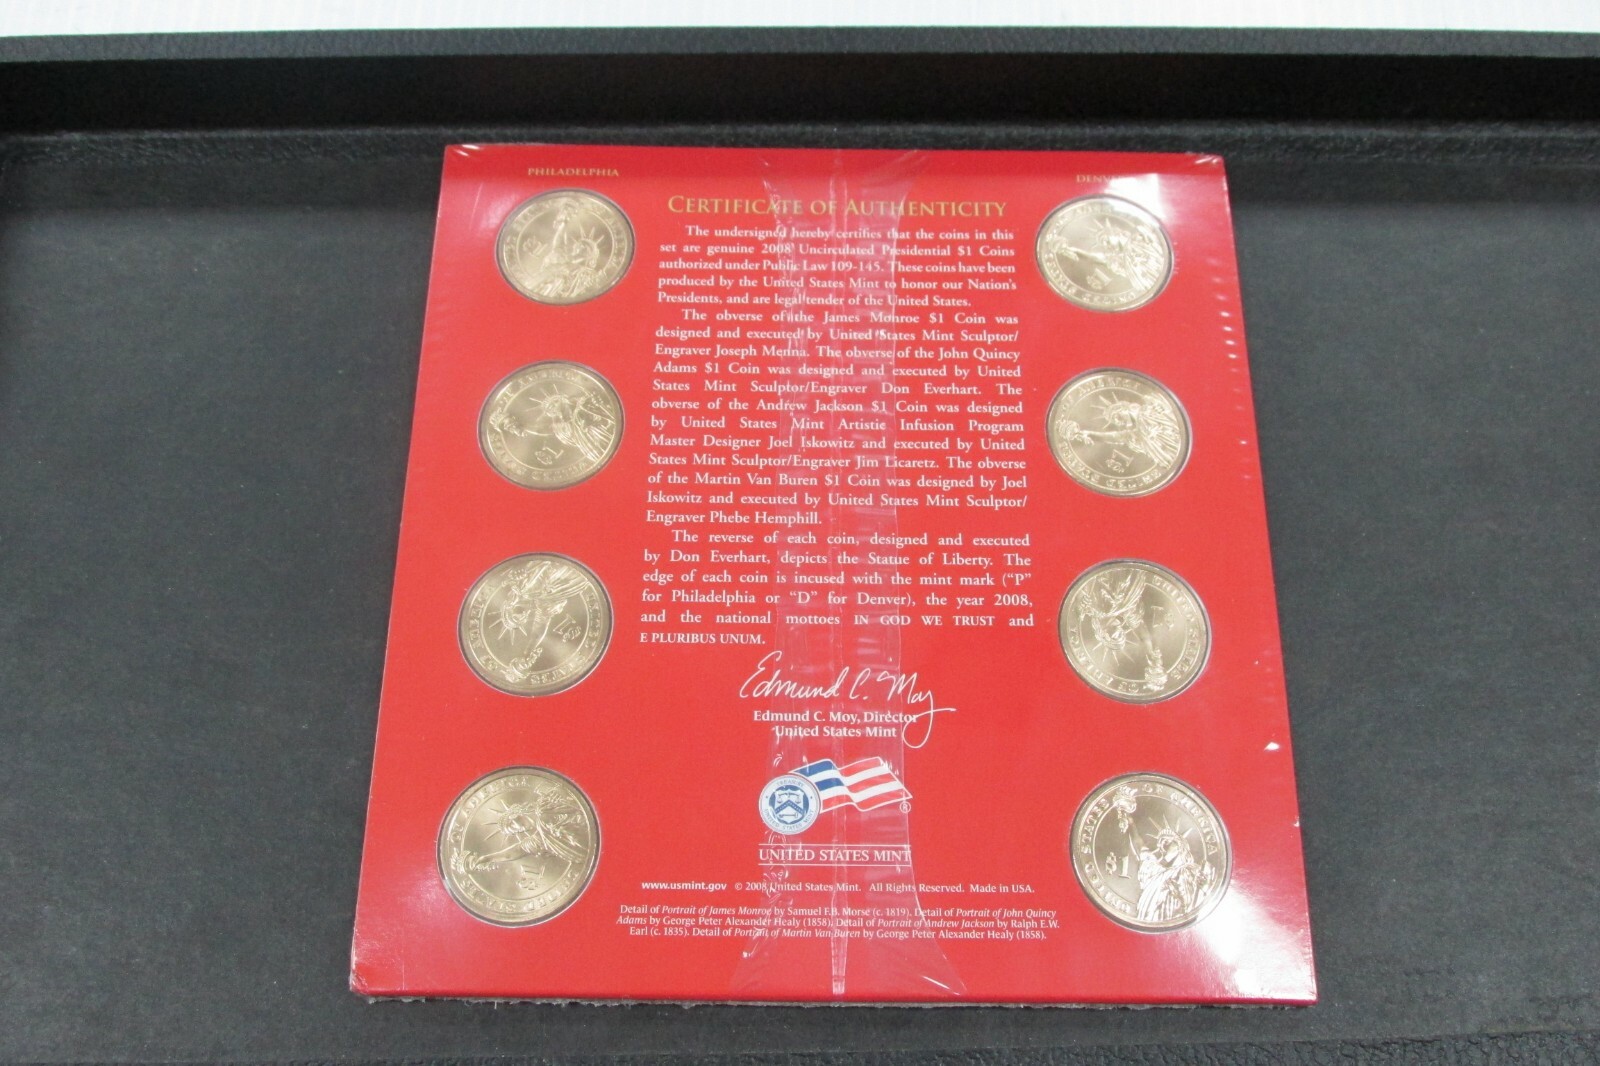 PHILADELPHIA
CERTIFICATE OF AUTHENTICITY
The undersigned hereby certifies that the coins in this
set are genuine 2008 Uncirculated Presidential $1 Coins
authorized under Public Law 109-145. These coins have been
produced by the United States Mint to honor our Nation's
Presidents, and are legal tender of the United States.
The obverse of the James Monroe $1 Coin was
designed and executed by United States Mint Sculptor/
Engraver Joseph Menna. The obverse of the John Quincy
Adams $1 Coin was designed and executed by United
States Mint Sculptor/Engraver Don Everhart. The
obverse of the Andrew Jackson $1 Coin was designed
by United States Mint Artistic Infusion Program
Master Designer Joel Iskowitz and executed by United
States Mint Sculptor/Engraver Jim Licaretz. The obverse
of the Martin Van Buren $1 Coin was designed by Joel
Iskowitz and executed by United States Mint Sculptor/
Engraver Phebe Hemphill.
The reverse of each coin, designed and executed
by Don Everhart, depicts the Statue of Liberty. The
edge of each coin is incused with the mint mark ("P"
for Philadelphia or "D" for Denver), the year 2008,
and the national mottoes IN GOD WE TRUST and
E PLURIBUS UNUM.
Edmund C. Moy
Edmund C. Moy, Director
United States Mint
®
UNITED STATES MINT
www.usmint.gov © 2008 United States Mint. All Rights Reserved. Made in USA.
Detail of Portrait of James Monroe by Samuel F.B. Morse (c. 1819). Detail of Portrait of John Quincy
Adams by George Peter Alexander Healy (1858). Detail of Portrait of Andrew Jackson by Ralph E.W.
Earl (c. 1835). Detail of Portrait of Martin Van Buren by George Peter Alexander Healy (1858).
UNITED STATES OF AMERICA
$1